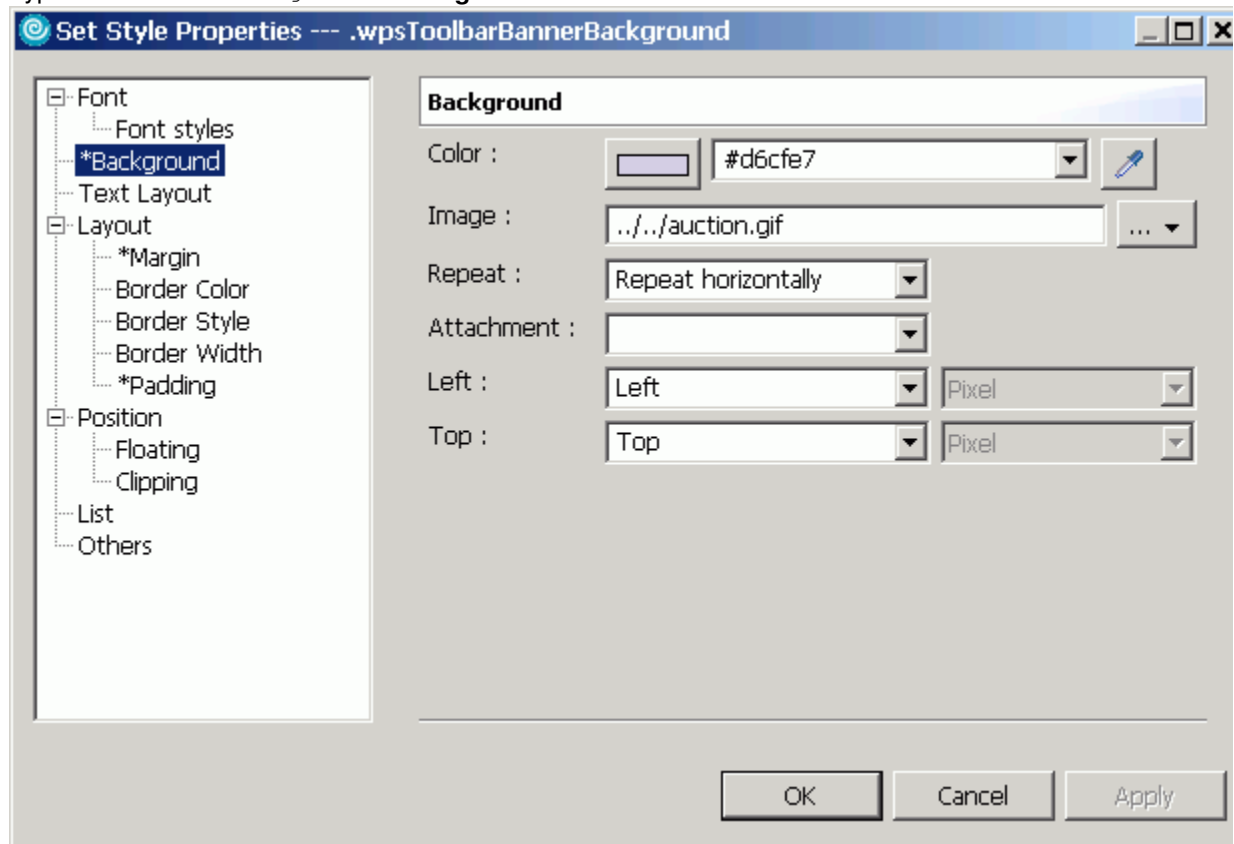 Set Style Properties --- .wpsToolbarBannerBackground
Font
Font styles
*Background
Text Layout
Layout
*Margin
Border Color
Border Style
Border Width
*Padding
Position
Floating
Clipping
List
Others
Background
Color :
#d6cfe7
Image :
../../auction.gif
...
Repeat :
Repeat horizontally
Attachment :
Left :
Left
Pixel
Top :
Top
Pixel
OK
Cancel
Apply